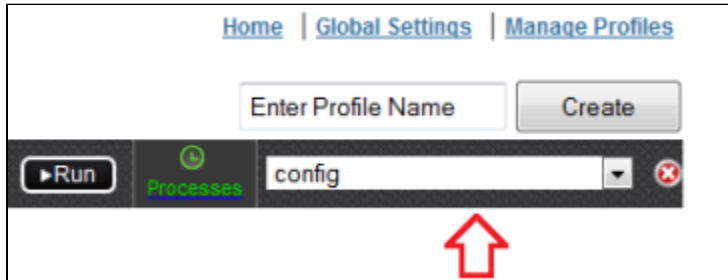 Home | Global Settings | Manage Profiles
Enter Profile Name Create
Run Processes config